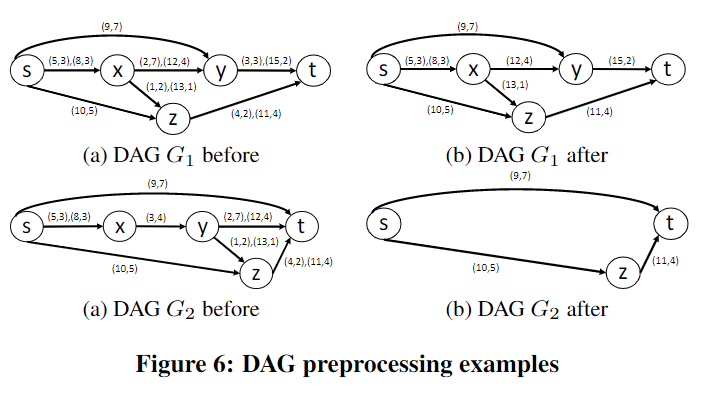 (9,7) (9,7)
s (5,3),(8,3) x (2,7),(12,4) y (3,3),(15,2) t s (5,3),(8,3) x (12,4) y (15,2) t
(1,2),(13,1) (13,1)
(10,5) z (4,2),(11,4) (10,5) z (11,4)
(a) DAG G1 before (b) DAG G1 after
(9,7) (9,7)
s (5,3),(8,3) x (3,4) y (2,7),(12,4) t s t
(1,2),(13,1)
(10,5) z (4,2),(11,4) (10,5) z (11,4)
(a) DAG G2 before (b) DAG G2 after
Figure 6: DAG preprocessing examples